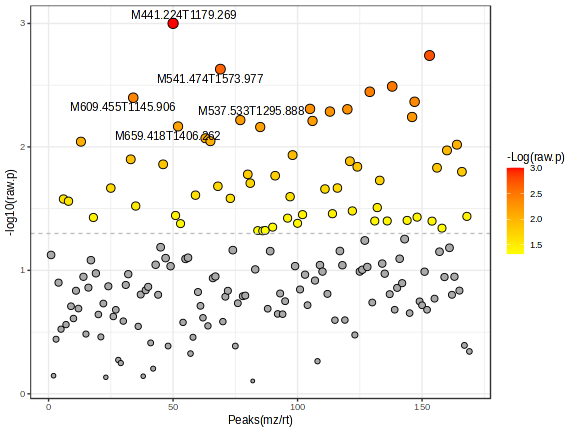 M441.224T1179.269
M541.474T1573.977
M609.455T1145.906
M537.533T1295.888
M659.418T1406.262
-log10(raw.p)
3
2
1
0
0
50
100
150
Peaks(mz/rt)
-Log(raw.p)
3.0
2.5
2.0
1.5